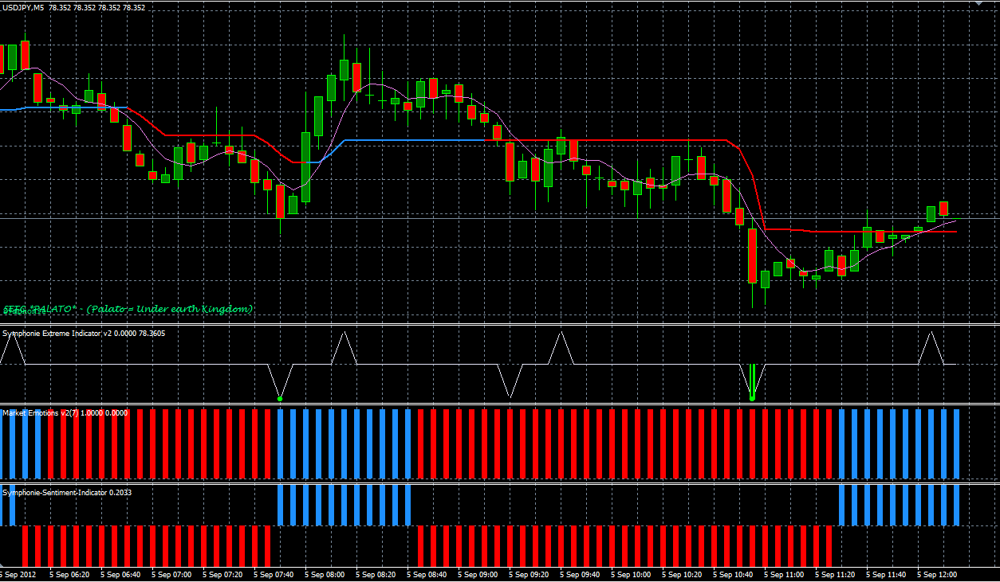 USDJPY,M5 78.352 78.352 78.352 78.352
*PALATO* - (Palato = Under earth Kingdom)
Symphonie Extreme Indicator v2 0.0000 78.3605
Market Emotions v2(7) 1.0000 0.0000
Symphonie-Sentiment-Indicator 0.2033
5 Sep 2012 5 Sep 06:20 5 Sep 06:40 5 Sep 07:00 5 Sep 07:20 5 Sep 07:40 5 Sep 08:00 5 Sep 08:20 5 Sep 08:40 5 Sep 09:00 5 Sep 09:20 5 Sep 09:40 5 Sep 10:00 5 Sep 10:20 5 Sep 10:40 5 Sep 11:00 5 Sep 11:20 5 Sep 11:40 5 Sep 12:00